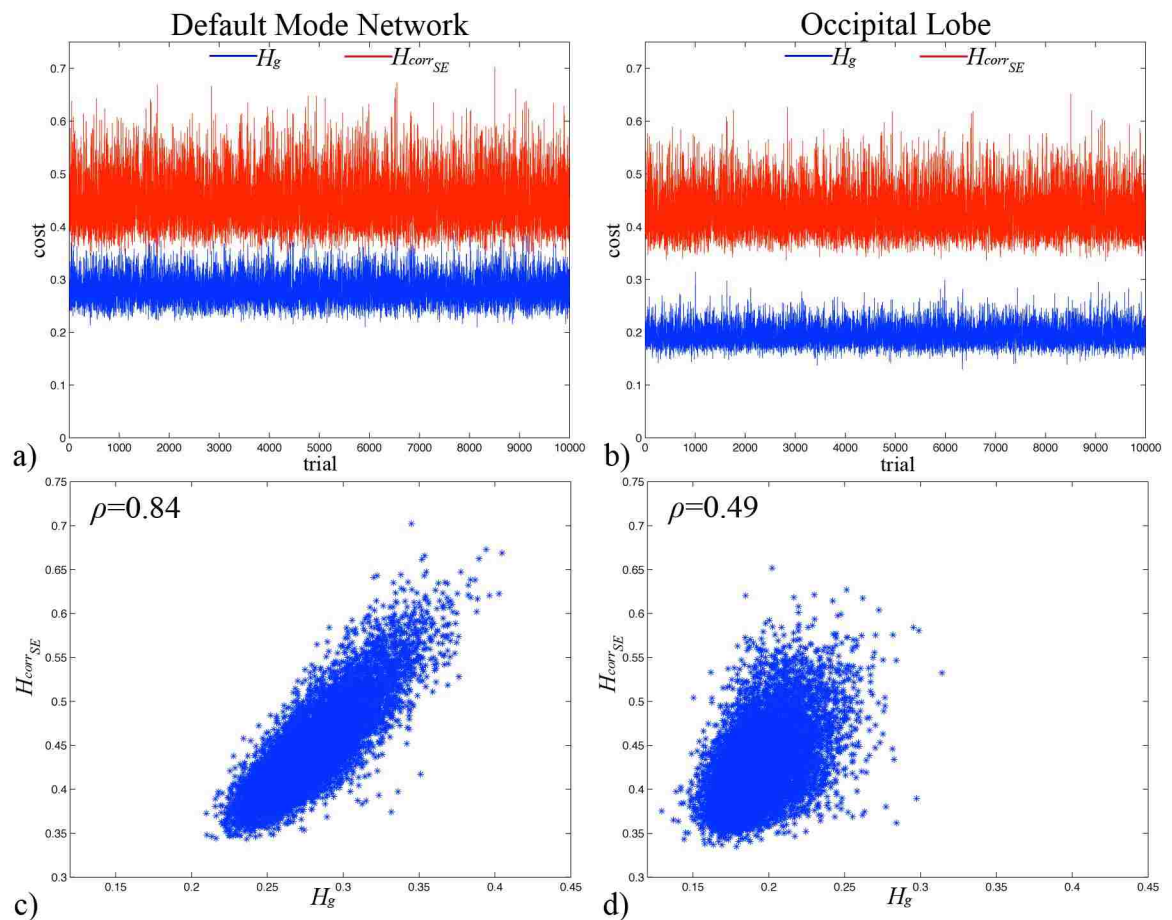 Default Mode Network
Occipital Lobe
Hg
HcorrSE
Hg
HcorrSE
0.7
0.6
0.5
0.4
0.3
0.2
0.1
0
cost
0 1000 2000 3000 4000 5000 6000 7000 8000 9000 10000
trial
a)
0.7
0.6
0.5
0.4
0.3
0.2
0.1
0
cost
0 1000 2000 3000 4000 5000 6000 7000 8000 9000 10000
trial
b)
ρ=0.84
0.75
0.7
0.65
0.6
0.55
0.5
0.45
0.4
0.35
0.3
HcorrSE
0.15 0.2 0.25 0.3 0.35 0.4 0.45
Hg
c)
ρ=0.49
0.75
0.7
0.65
0.6
0.55
0.5
0.45
0.4
0.35
0.3
HcorrSE
0.15 0.2 0.25 0.3 0.35 0.4 0.45
Hg
d)